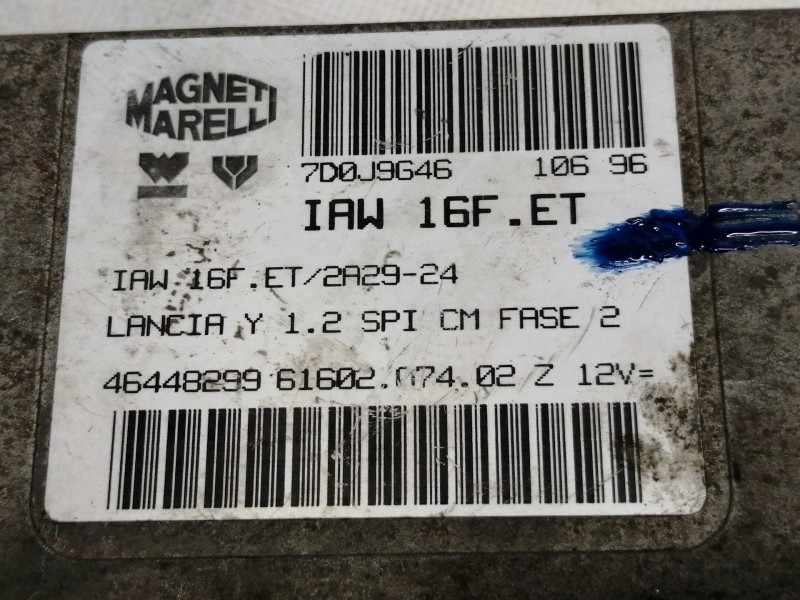 MAGNETI
MARELLI
7D0J9G46 106 96
IAW 16F.ET
IAW 16F.ET/2A29-24
LANCIA Y 1.2 SPI CM FASE 2
46448299 61602.074.02 Z 12V=